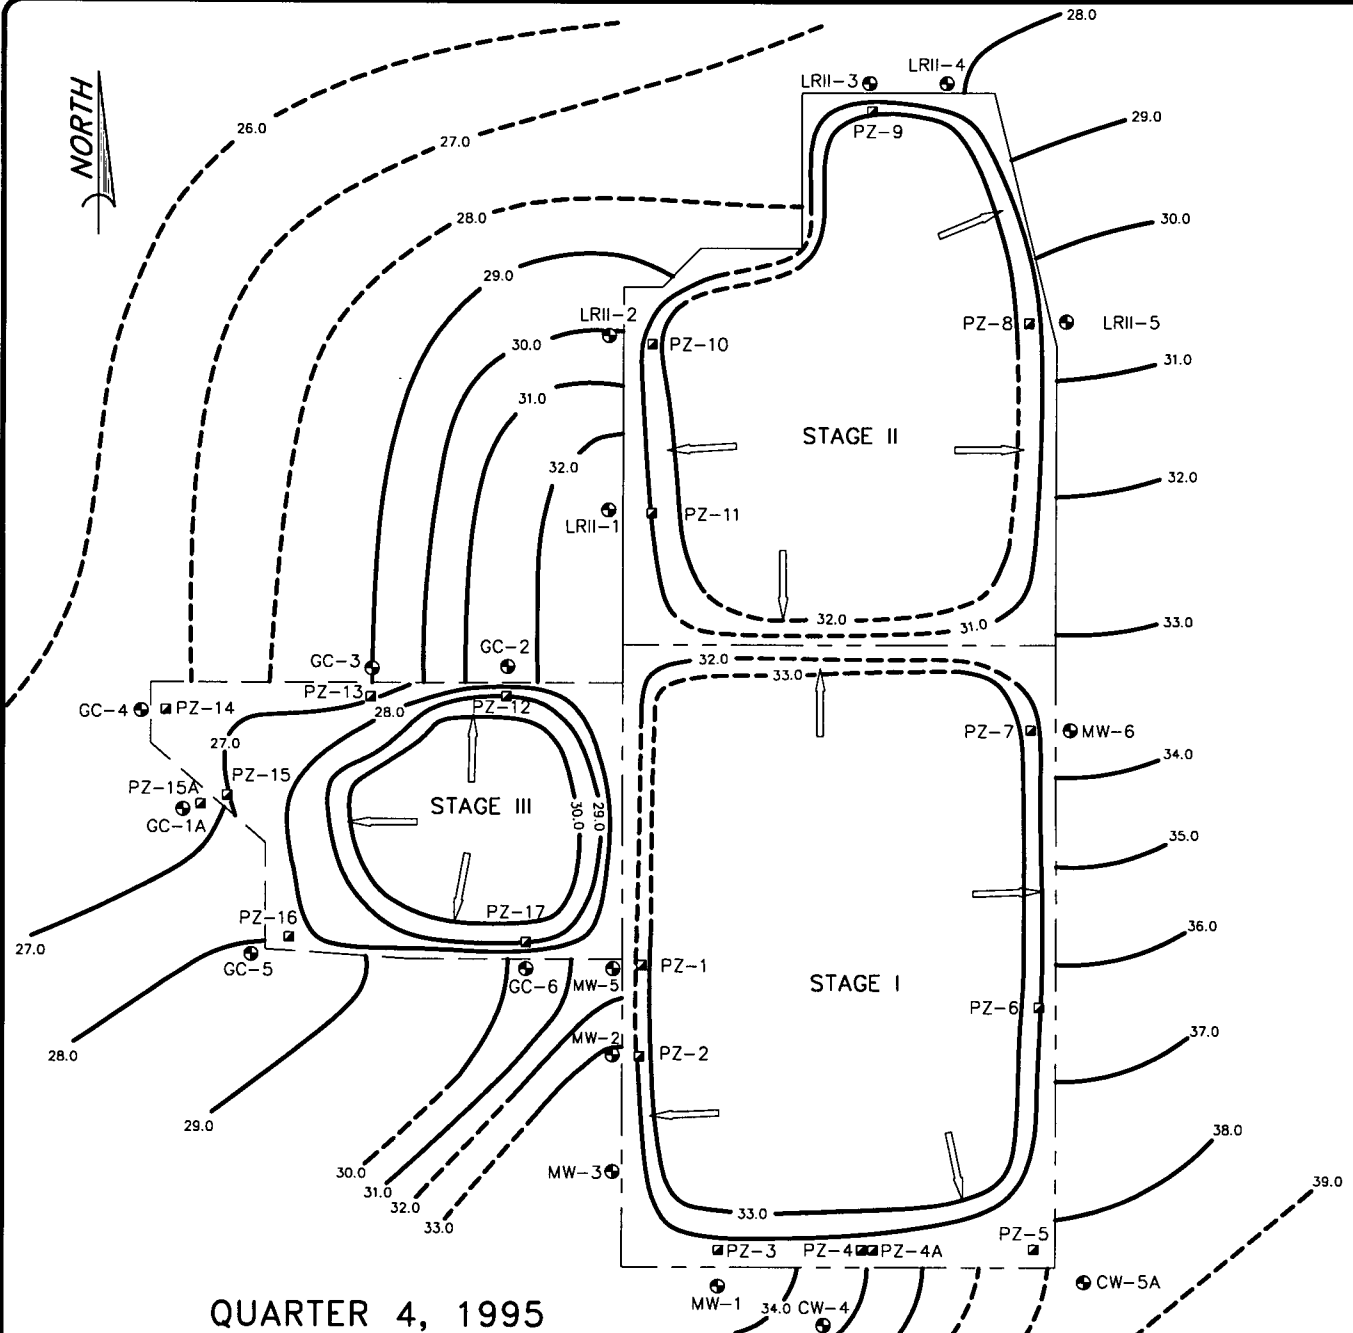 28.0
LRII-4
LRII-3
NORTH
26.0
27.0
29.0
PZ-9
28.0
30.0
29.0
LRII-2
PZ-8
LRII-5
30.0
PZ-10
31.0
31.0
STAGE II
32.0
32.0
LRII-1
PZ-11
32.0
31.0
33.0
GC-2
GC-3
32.0
33.0
PZ-13
PZ-12
GC-4
PZ-14
28.0
27.0
PZ-7
MW-6
34.0
PZ-15
PZ-15A
STAGE III
30.0
29.0
GC-1A
35.0
PZ-16
PZ-17
36.0
27.0
GC-5
GC-6
MW-5
PZ-1
STAGE I
PZ-6
37.0
MW-2
PZ-2
28.0
29.0
38.0
30.0
MW-3
31.0
39.0
32.0
33.0
33.0
PZ-3
PZ-4
PZ-4A
PZ-5
CW-5A
MW-1
34.0
CW-4
QUARTER 4, 1995